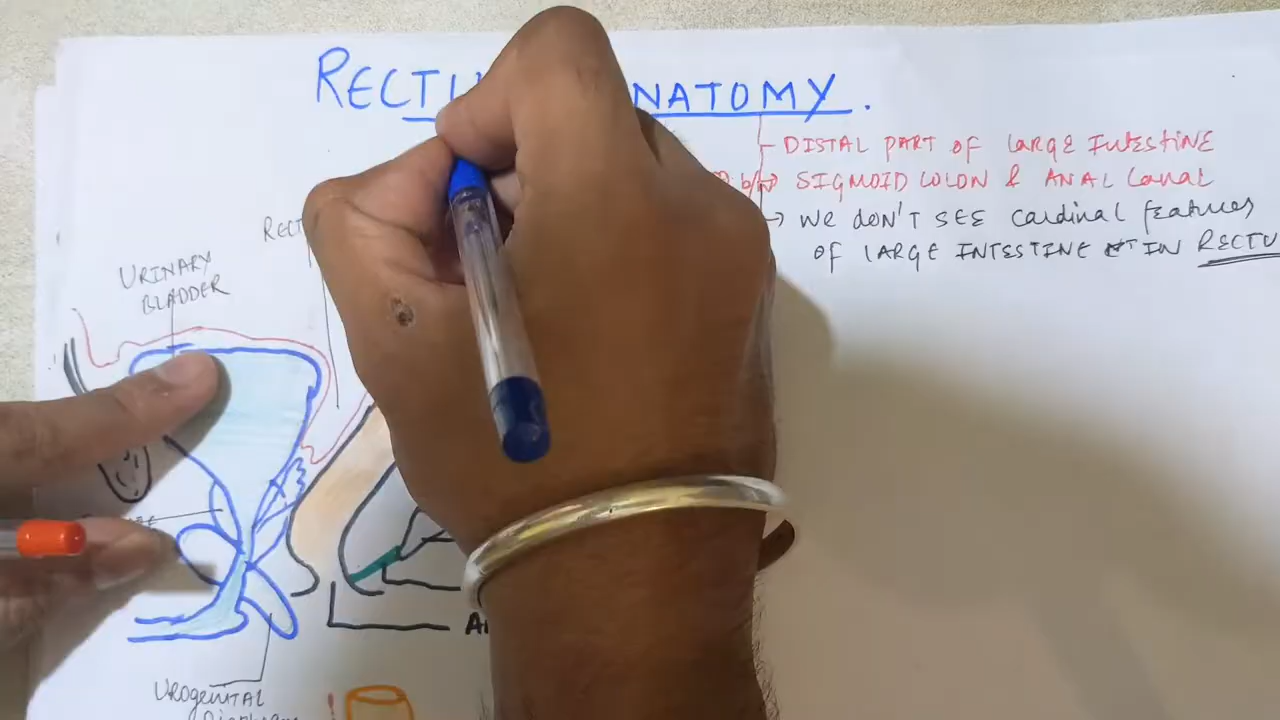 RECTU NATOMY.
DISTAL PART OF LARGE INTESTINE
b/w SIGMOID COLON & ANAL CANAL
→ WE DON'T SEE cardinal features
OF LARGE INTESTINE IN RECTU
RECT
URINARY
BLADDER
UROGENITAL
Diaphragm